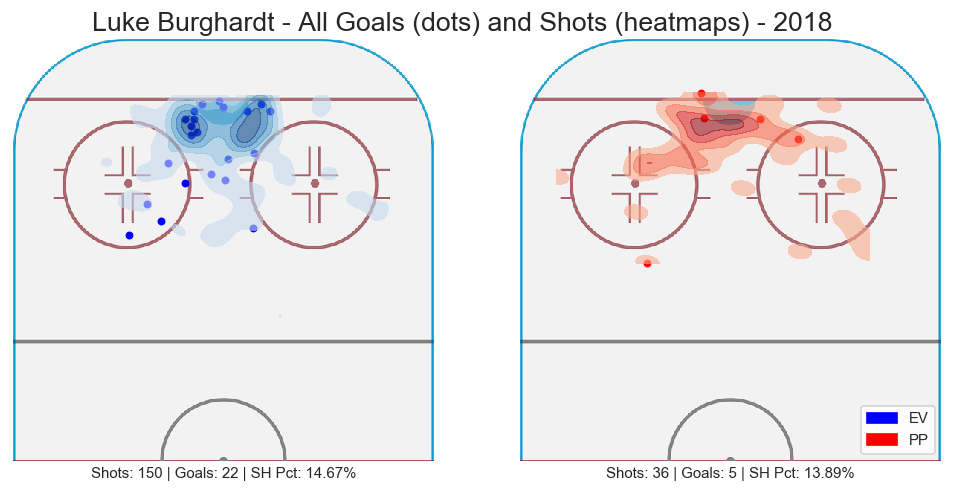 Luke Burghardt - All Goals (dots) and Shots (heatmaps) - 2018
EV
PP
Shots: 150 | Goals: 22 | SH Pct: 14.67%
Shots: 36 | Goals: 5 | SH Pct: 13.89%